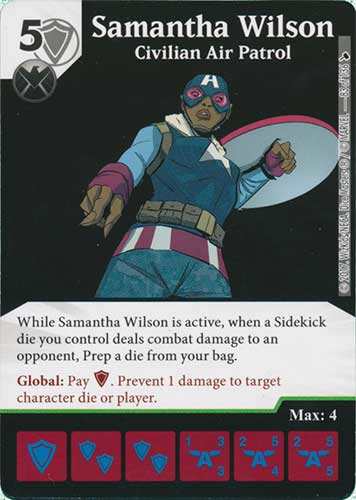 5
Samantha Wilson
Civilian Air Patrol
While Samantha Wilson is active, when a Sidekick
die you control deals combat damage to an
opponent, Prep a die from your bag.
Global: Pay . Prevent 1 damage to target
character die or player.
Max: 4
1 3 A 3
2 5 A 4
2 5 A 5